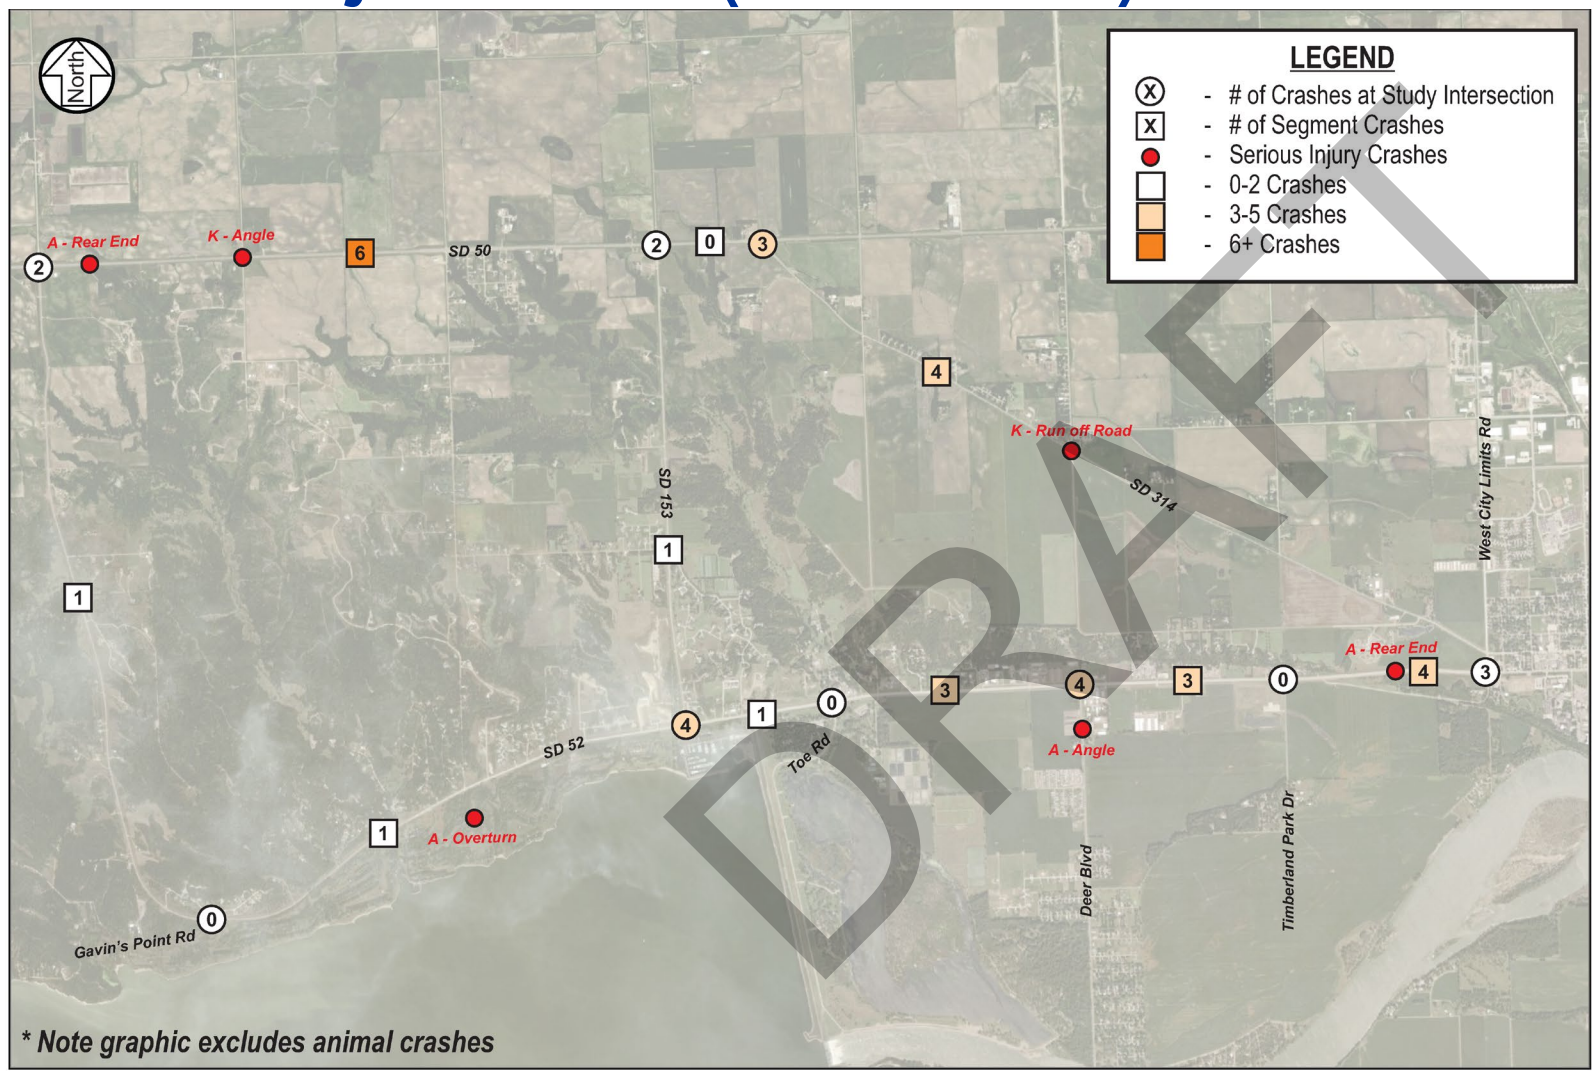 North
LEGEND
X - # of Crashes at Study Intersection
X - # of Segment Crashes
- Serious Injury Crashes
- 0-2 Crashes
- 3-5 Crashes
- 6+ Crashes
A - Rear End
K - Angle
2
6
SD 50
2
0
3
4
K - Run off Road
SD 314
West City Limits Rd
SD 153
1
1
A - Rear End
4
3
0
3
4
3
0
1
4
A - Angle
SD 52
Toe Rd
1
A - Overturn
Deer Blvd
Timberland Park Dr
0
Gavin's Point Rd
DRAFT
* Note graphic excludes animal crashes